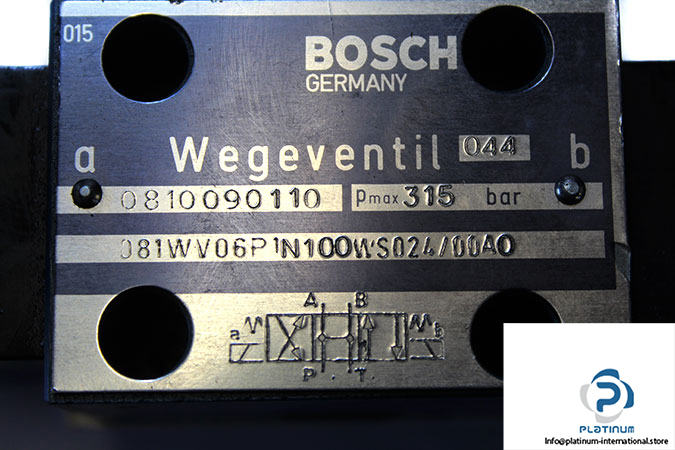 015
BOSCH
GERMANY
a Wegeventil 044 b
0810090110 pmax 315 bar
081WV06P1N100WS024/00A0
A B
a b
P T
PLATINUM
Info@platinum-international.store